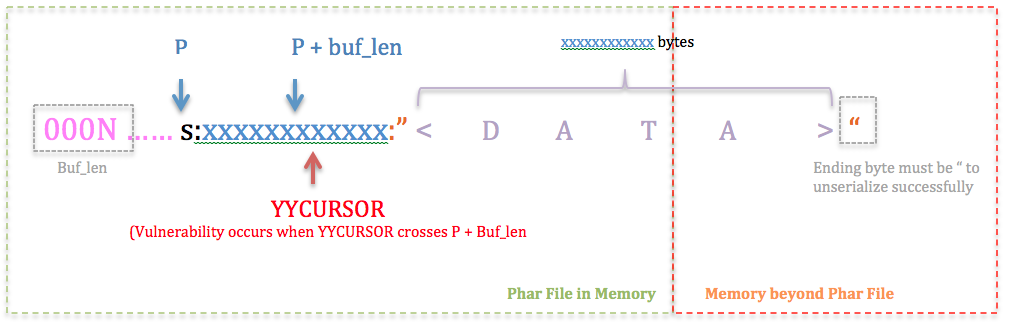 xxxxxxxxxxxx bytes
P
P + buf_len
000N ...... s:xxxxxxxxxxxxx:” < D A T A > “
Buf_len
Ending byte must be “ to
unserialize successfully
YYCURSOR
(Vulnerability occurs when YYCURSOR crosses P + Buf_len
Phar File in Memory
Memory beyond Phar File